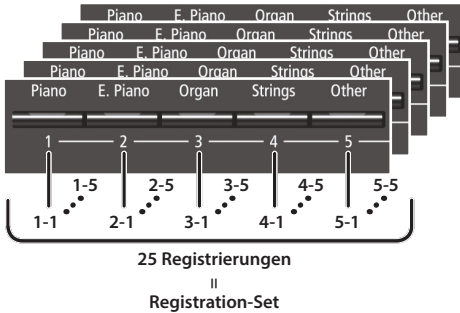 Piano E. Piano Organ Strings Other
Piano E. Piano Organ Strings Other
Piano E. Piano Organ Strings Other
Piano E. Piano Organ Strings Other
Piano E. Piano Organ Strings Other
1 2 3 4 5
1-5 2-5 3-5 4-5 5-5
1-1 2-1 3-1 4-1 5-1
25 Registrierungen
=
Registration-Set